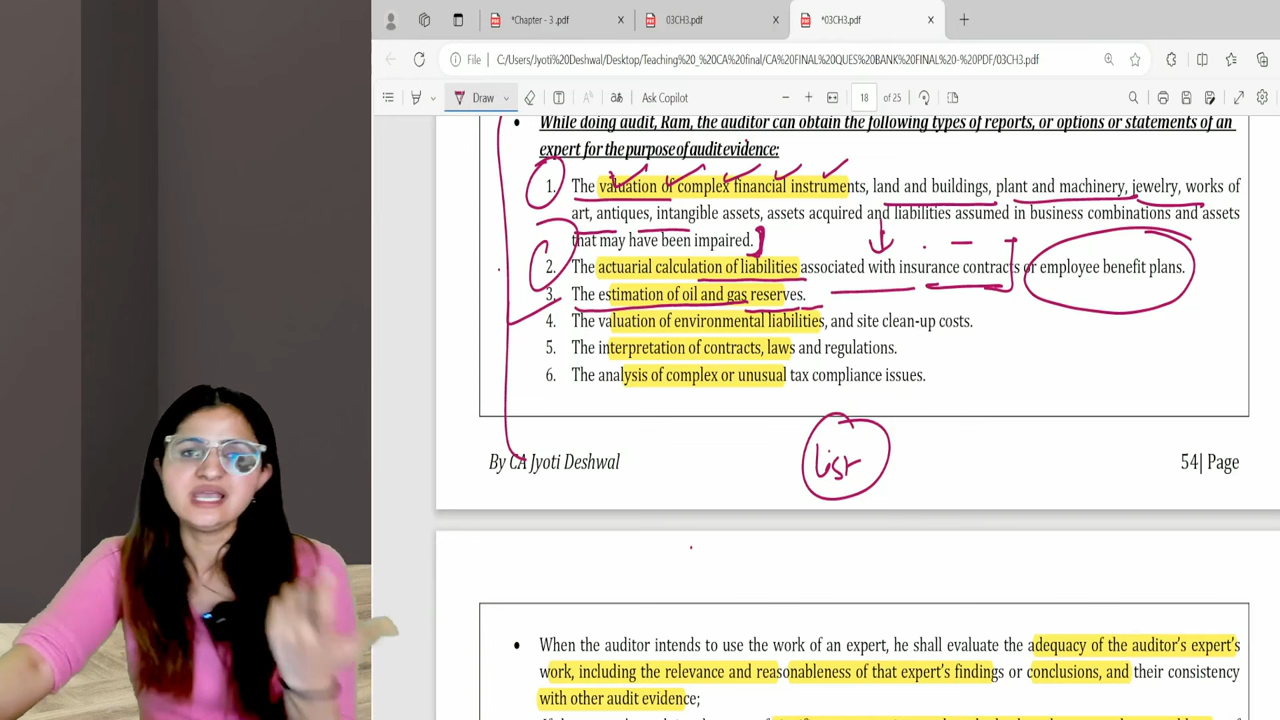 *Chapter - 3 .pdf
03CH3.pdf
*03CH3.pdf
File
C:/Users/Jyoti%20Deshwal/Desktop/Teaching%20_%20CA%20final/CA%20FINAL%20QUES%20BANK%20FINAL%20-%20PDF/03CH3.pdf
Draw
Ask Copilot
18 of 25
• While doing audit, Ram, the auditor can obtain the following types of reports, or options or statements of an
expert for the purpose of audit evidence:
1. The valuation of complex financial instruments, land and buildings, plant and machinery, jewelry, works of
art, antiques, intangible assets, assets acquired and liabilities assumed in business combinations and assets
that may have been impaired.
2. The actuarial calculation of liabilities associated with insurance contracts or employee benefit plans.
3. The estimation of oil and gas reserves.
4. The valuation of environmental liabilities, and site clean-up costs.
5. The interpretation of contracts, laws and regulations.
6. The analysis of complex or unusual tax compliance issues.
List
By CA Jyoti Deshwal
54| Page
• When the auditor intends to use the work of an expert, he shall evaluate the adequacy of the auditor's expert's
work, including the relevance and reasonableness of that expert's findings or conclusions, and their consistency
with other audit evidence;